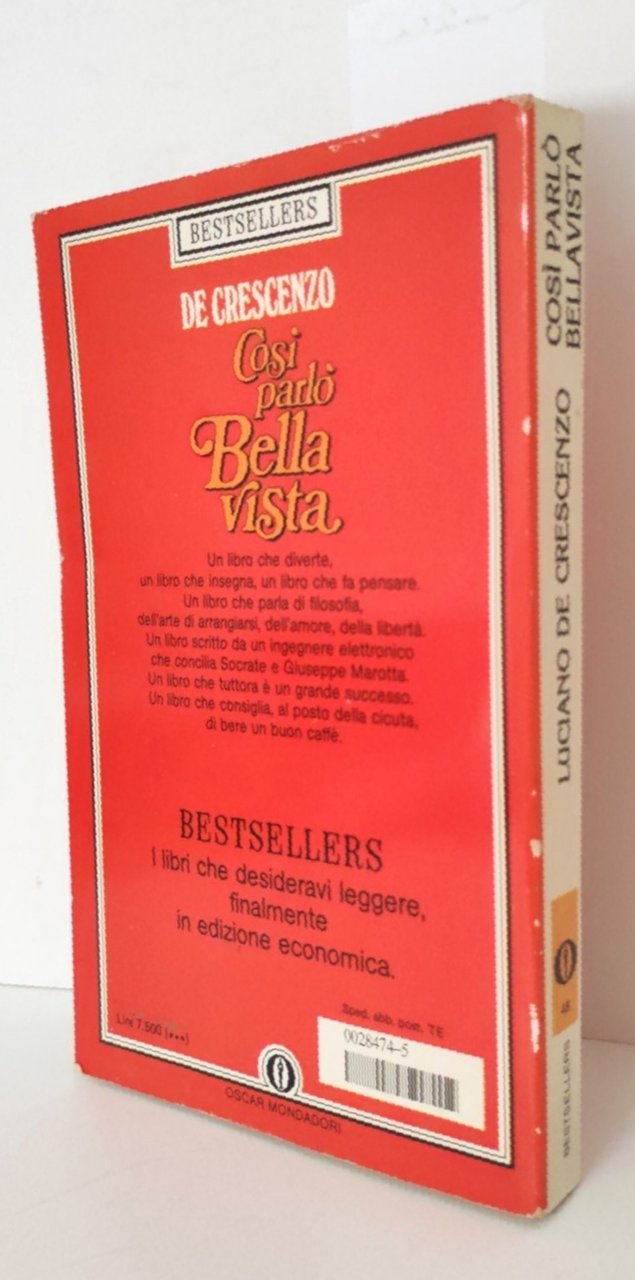 BESTSELLERS
DE CRESCENZO
Così
parlò
Bella
vista
Un libro che diverte,
un libro che insegna, un libro che fa pensare.
Un libro che parla di filosofia,
dell'arte di arrangiarsi, dell'amore, della libertà.
Un libro scritto da un ingegnere elettronico
che concilia Socrate e Giuseppe Marotta.
Un libro che tuttora è un grande successo.
Un libro che consiglia, al posto della cicuta,
di bere un buon caffè.
BESTSELLERS
I libri che desideravi leggere,
finalmente
in edizione economica.
Lire 7.500 (•••)
Sped. abb. post. TE
0028474-5
OSCAR MONDADORI
COSÌ PARLÒ
BELLAVISTA
LUCIANO DE CRESCENZO
BESTSELLERS